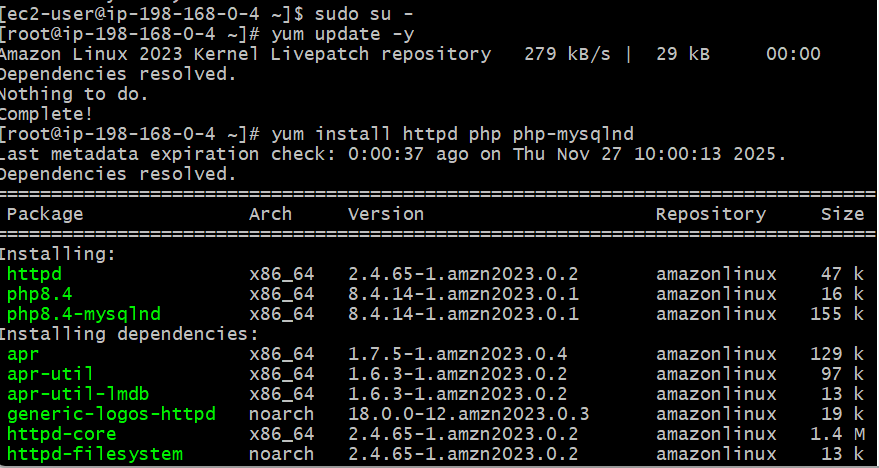 [ec2-user@ip-198-168-0-4 ~]$ sudo su -
[root@ip-198-168-0-4 ~]# yum update -y
Amazon Linux 2023 Kernel Livepatch repository   279 kB/s |  29 kB     00:00
Dependencies resolved.
Nothing to do.
Complete!
[root@ip-198-168-0-4 ~]# yum install httpd php php-mysqlnd
Last metadata expiration check: 0:00:37 ago on Thu Nov 27 10:00:13 2025.
Dependencies resolved.
================================================================================
 Package               Arch     Version                     Repository     Size
================================================================================
Installing:
 httpd                 x86_64   2.4.65-1.amzn2023.0.2       amazonlinux    47 k
 php8.4                x86_64   8.4.14-1.amzn2023.0.1       amazonlinux    16 k
 php8.4-mysqlnd        x86_64   8.4.14-1.amzn2023.0.1       amazonlinux   155 k
Installing dependencies:
 apr                   x86_64   1.7.5-1.amzn2023.0.4        amazonlinux   129 k
 apr-util              x86_64   1.6.3-1.amzn2023.0.2        amazonlinux    97 k
 apr-util-lmdb         x86_64   1.6.3-1.amzn2023.0.2        amazonlinux    13 k
 generic-logos-httpd   noarch   18.0.0-12.amzn2023.0.3      amazonlinux    19 k
 httpd-core            x86_64   2.4.65-1.amzn2023.0.2       amazonlinux   1.4 M
 httpd-filesystem      noarch   2.4.65-1.amzn2023.0.2       amazonlinux    13 k